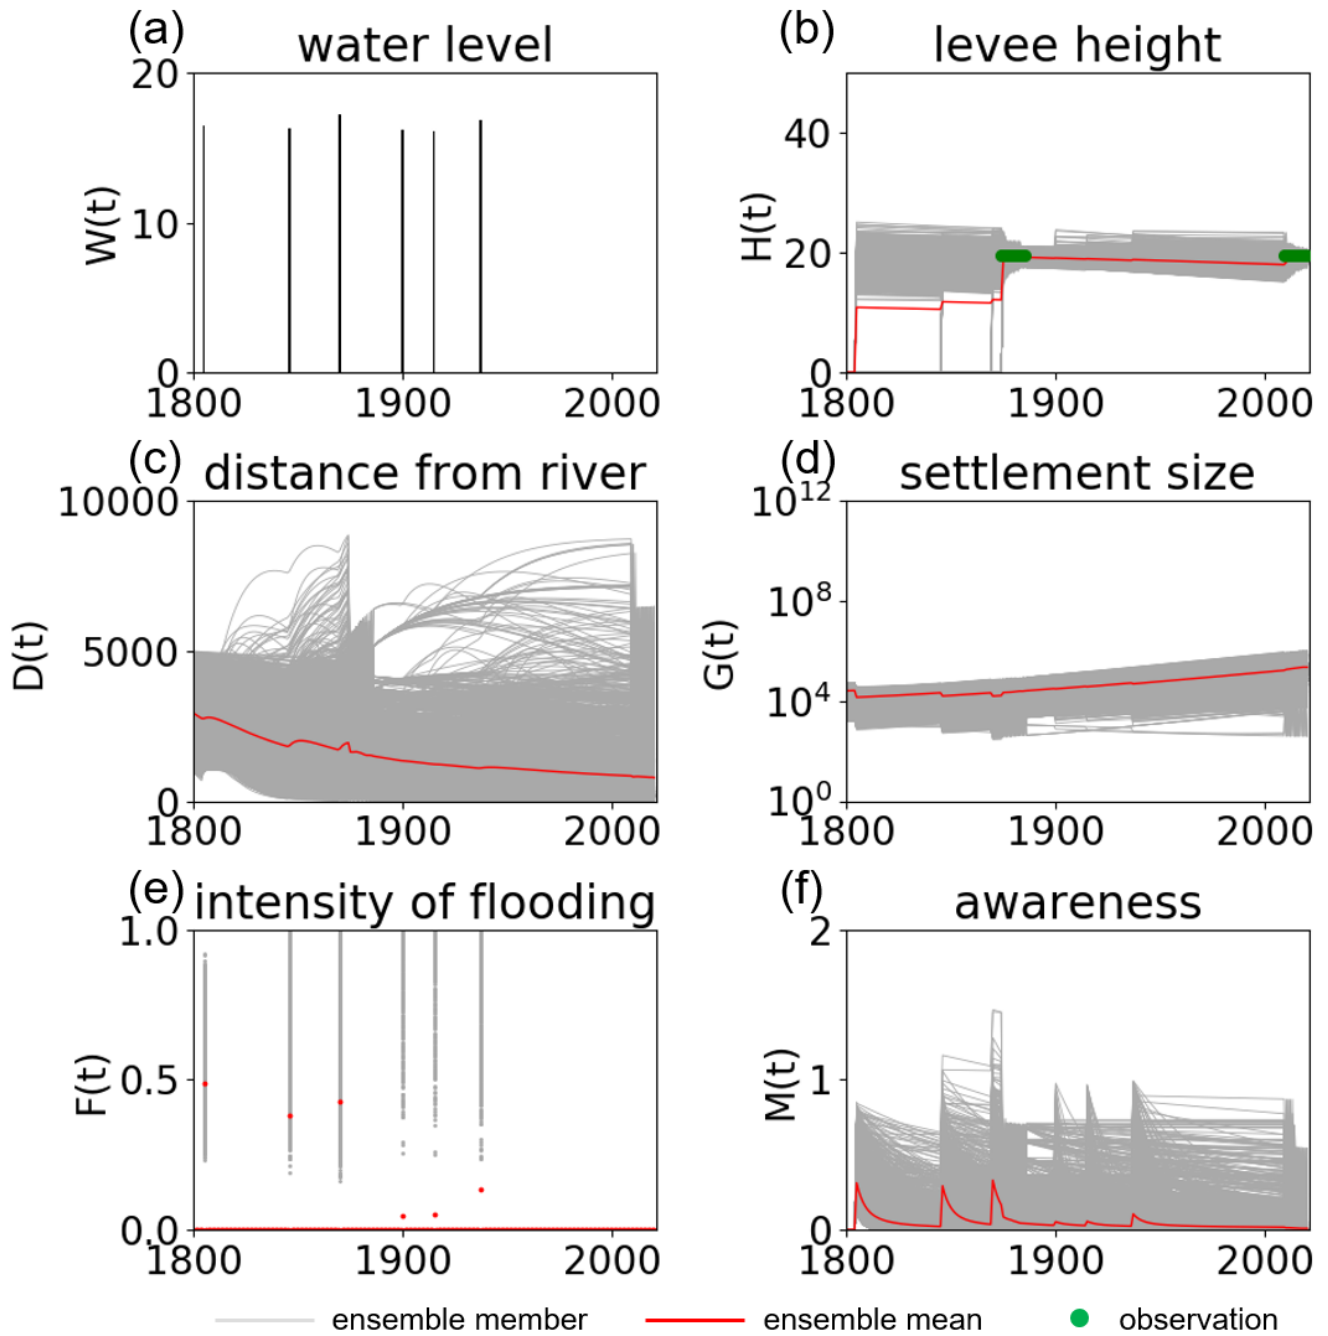 (a) water level
W(t)
20
10
0
1800 1900 2000
(b) levee height
H(t)
40
20
0
1800 1900 2000
(c) distance from river
D(t)
10000
5000
0
1800 1900 2000
(d) settlement size
G(t)
10^12
10^8
10^4
10^0
1800 1900 2000
(e) intensity of flooding
F(t)
1.0
0.5
0.
1800 1900 2000
(f) awareness
M(t)
2
1
0
1800 1900 2000
ensemble member ensemble mean observation